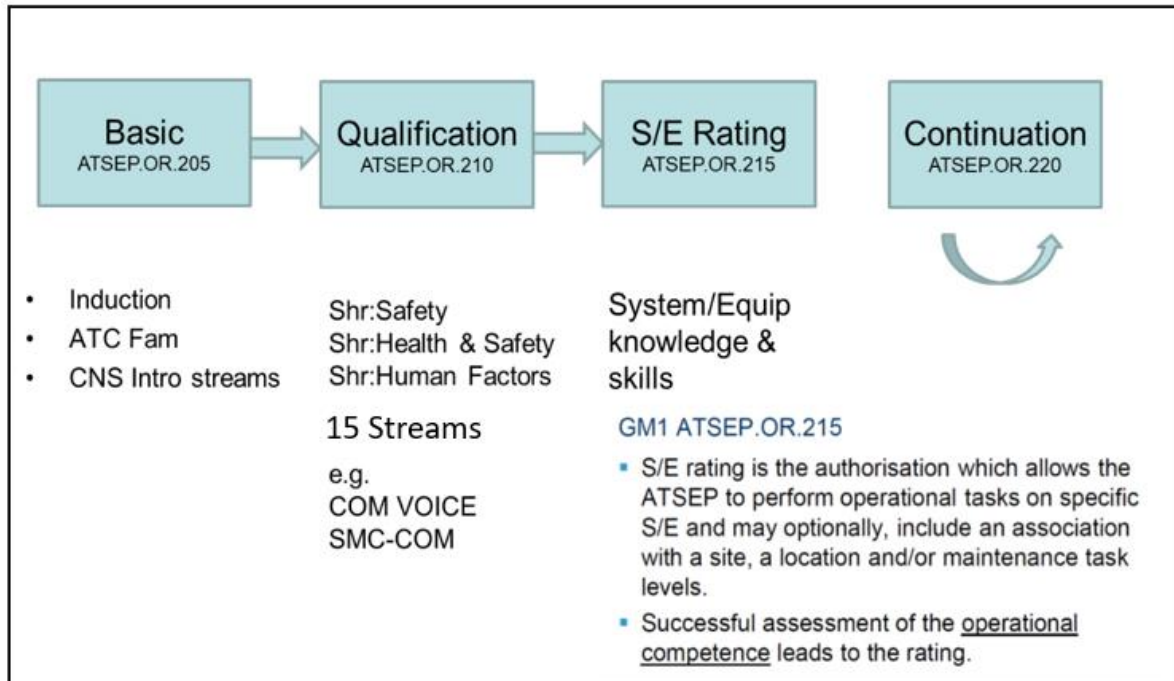 Basic
ATSEP.OR.205
Qualification
ATSEP.OR.210
S/E Rating
ATSEP.OR.215
Continuation
ATSEP.OR.220
• Induction
• ATC Fam
• CNS Intro streams
Shr:Safety
Shr:Health & Safety
Shr:Human Factors
15 Streams
e.g.
COM VOICE
SMC-COM
System/Equip
knowledge &
skills
GM1 ATSEP.OR.215
▪ S/E rating is the authorisation which allows the
ATSEP to perform operational tasks on specific
S/E and may optionally, include an association
with a site, a location and/or maintenance task
levels.
▪ Successful assessment of the operational
competence leads to the rating.